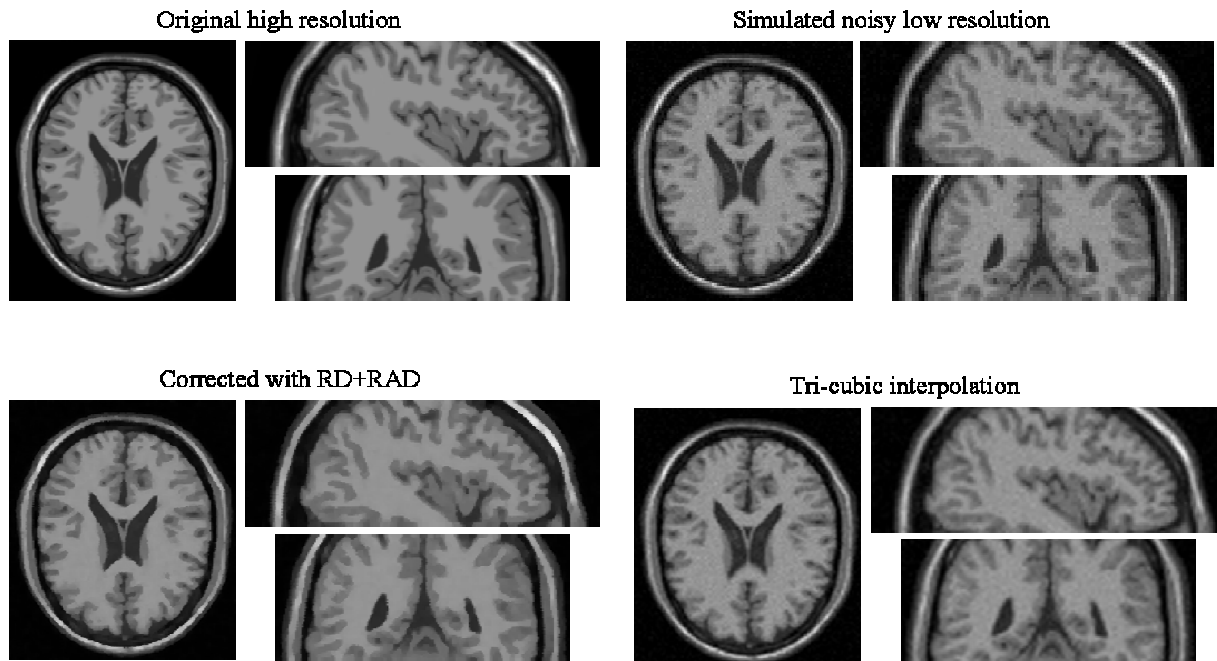 Original high resolution
Simulated noisy low resolution
Corrected with RD+RAD
Tri-cubic interpolation